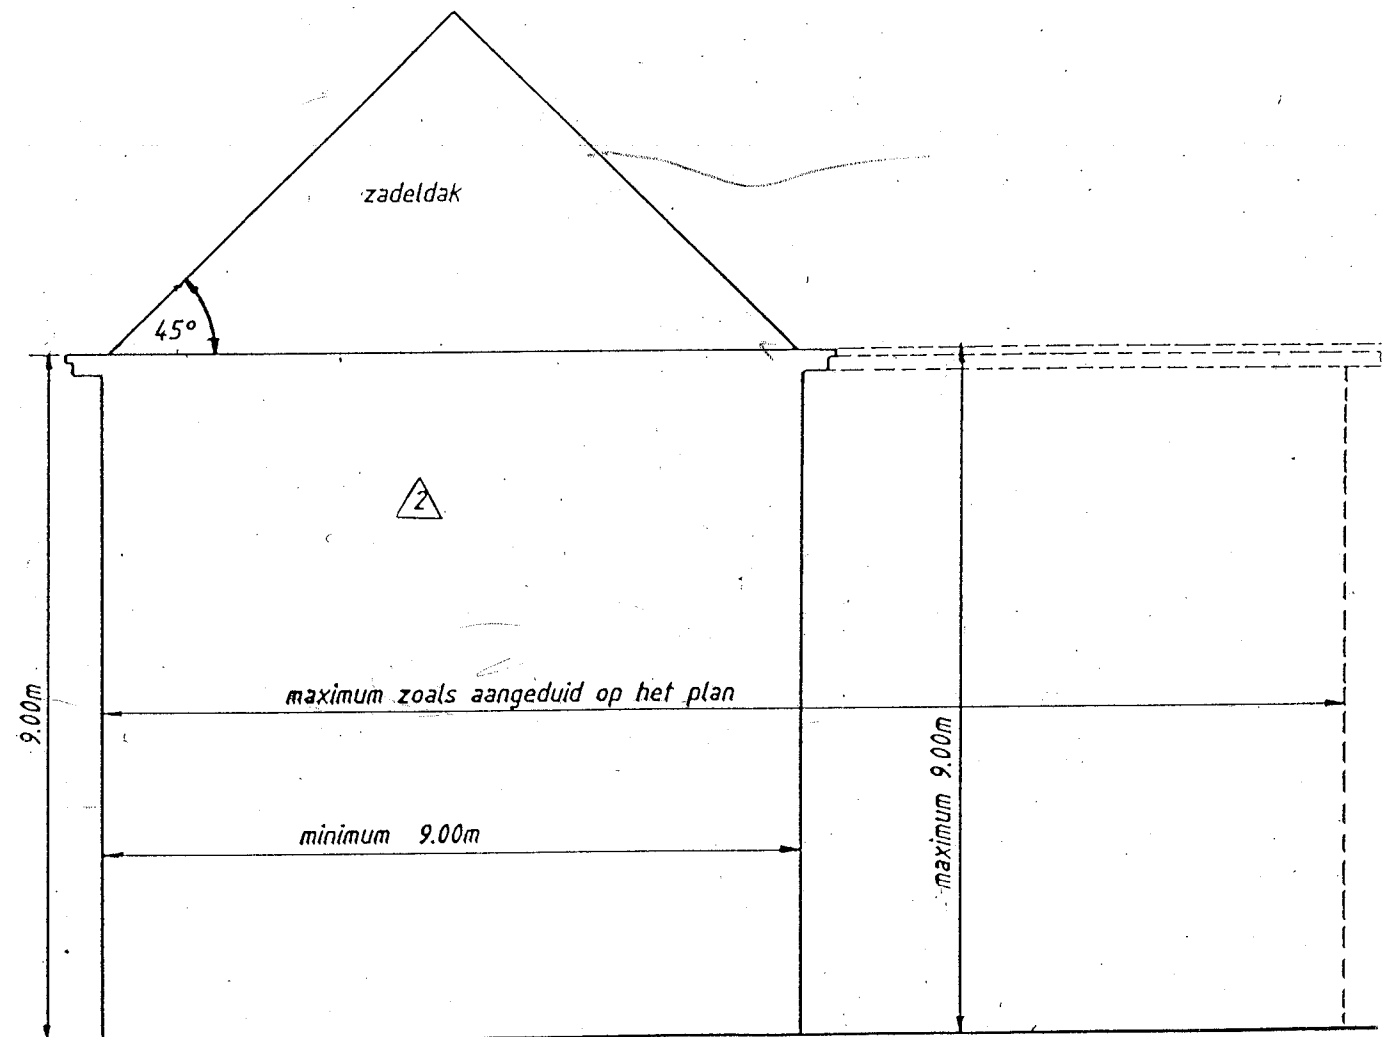 zadeldak
45°
2
9.00m
maximum zoals aangeduid op het plan
maximum 9.00m
minimum 9.00m